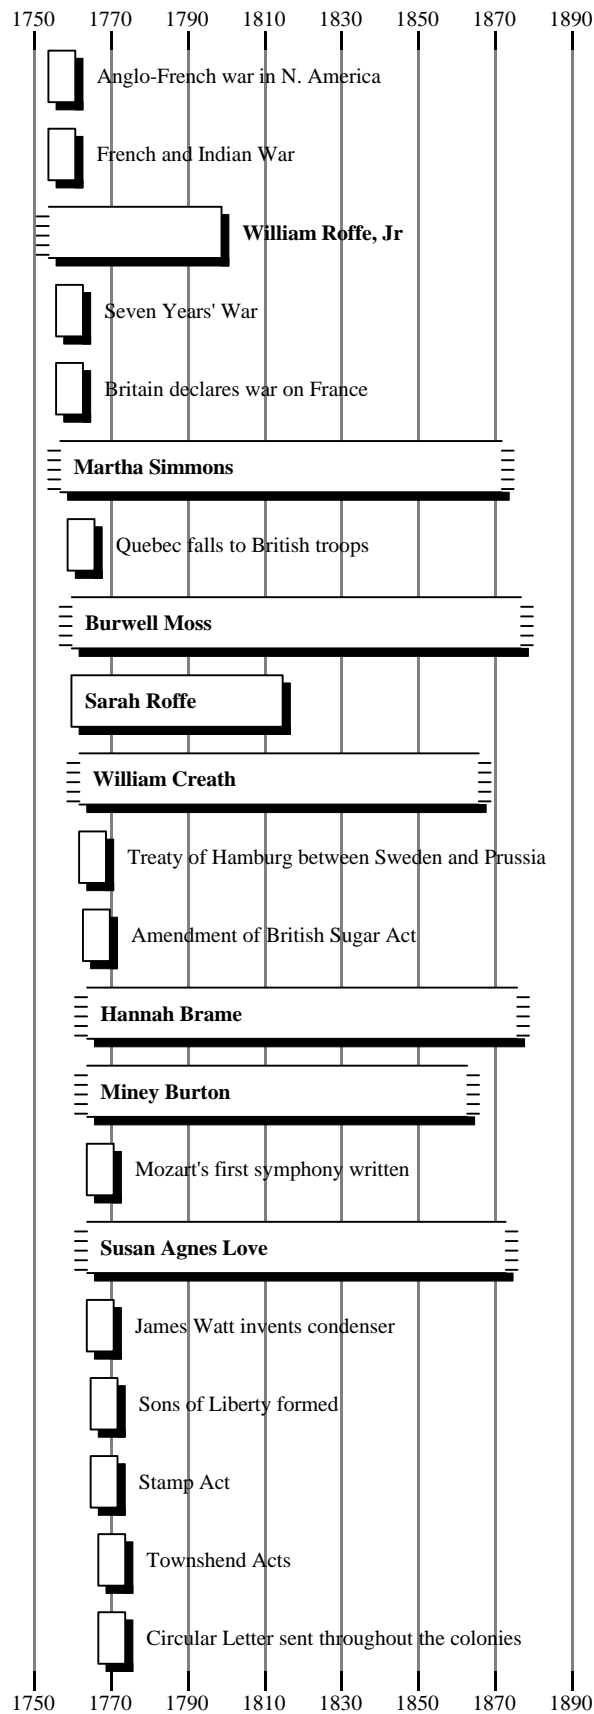 1750 1770 1790 1810 1830 1850 1870 1890
Anglo-French war in N. America
French and Indian War
William Roffe, Jr
Seven Years' War
Britain declares war on France
Martha Simmons
Quebec falls to British troops
Burwell Moss
Sarah Roffe
William Creath
Treaty of Hamburg between Sweden and Prussia
Amendment of British Sugar Act
Hannah Brame
Miney Burton
Mozart's first symphony written
Susan Agnes Love
James Watt invents condenser
Sons of Liberty formed
Stamp Act
Townshend Acts
Circular Letter sent throughout the colonies
1750 1770 1790 1810 1830 1850 1870 1890